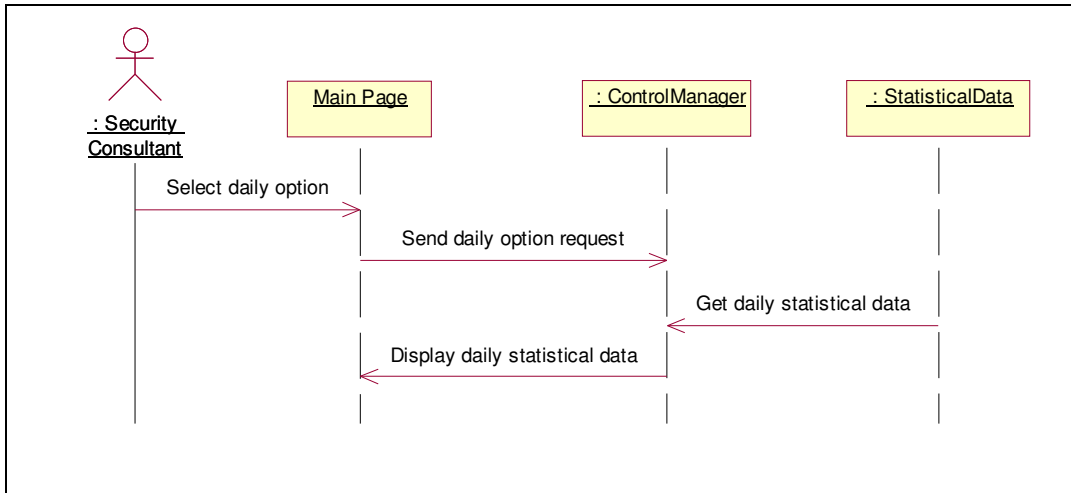 : Security
Consultant
Main Page
: ControlManager
: StatisticalData
Select daily option
Send daily option request
Get daily statistical data
Display daily statistical data